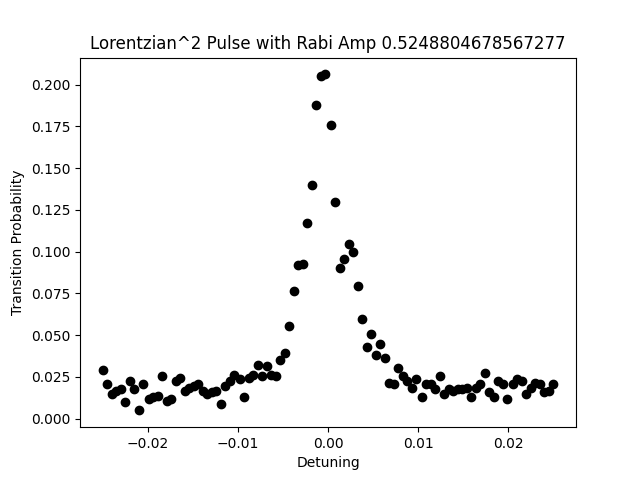 Lorentzian^2 Pulse with Rabi Amp 0.5248804678567277
0.200
0.175
0.150
0.125
0.100
0.075
0.050
0.025
0.000
Transition Probability
−0.02 −0.01 0.00 0.01 0.02
Detuning